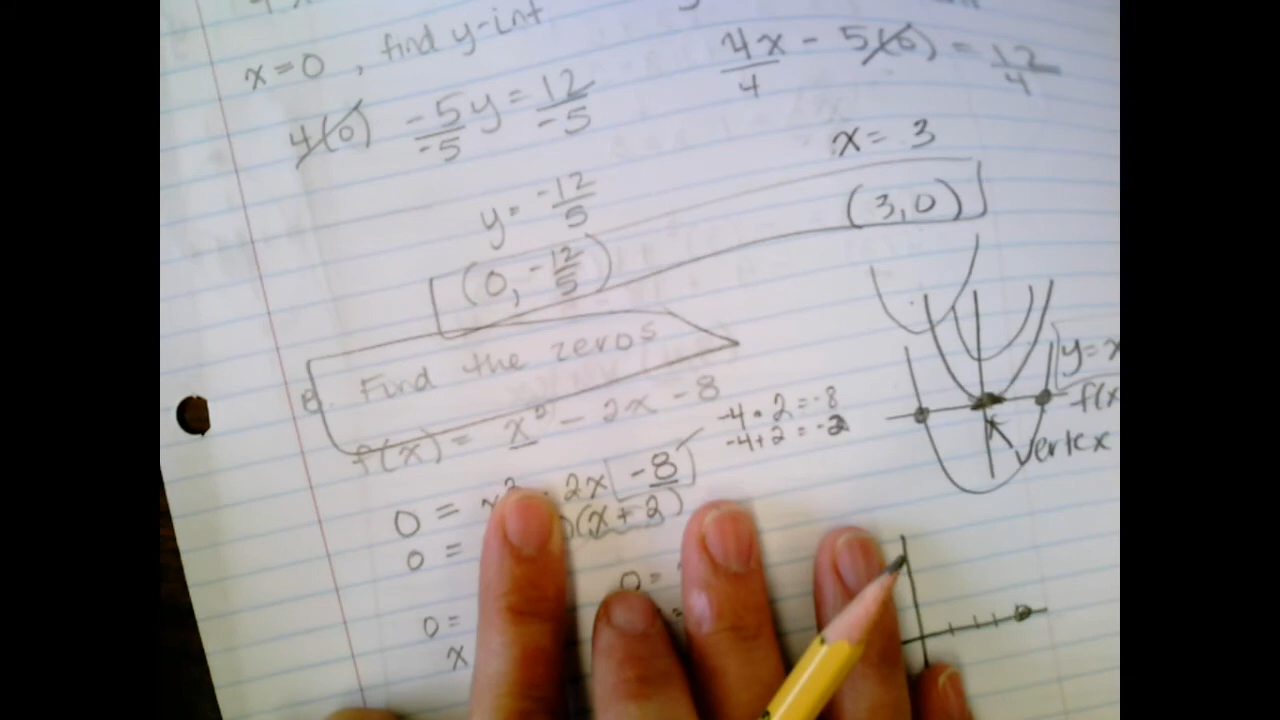 x=0, find y-int
4(0) -5/-5 y = 12/-5
4x/4 - 5(0) = 12/4
y = -12/5
x = 3
(0, -12/5)
(3,0)
8. Find the zeros
f(x) = x² - 2x - 8
-4 • 2 = -8
-4+2 = -2
0 = x² - 2x -8
0 = (x+2)
0 =
0 =
x
y = x
f(x
Vertex